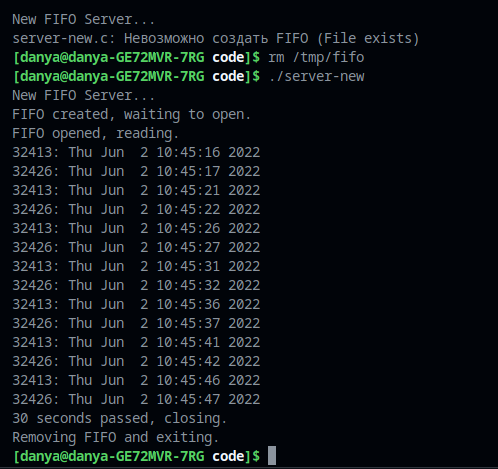 New FIFO Server...
server-new.c: Невозможно создать FIFO (File exists)
[danya@danya-GE72MVR-7RG code]$ rm /tmp/fifo
[danya@danya-GE72MVR-7RG code]$ ./server-new
New FIFO Server...
FIFO created, waiting to open.
FIFO opened, reading.
32413: Thu Jun  2 10:45:16 2022
32426: Thu Jun  2 10:45:17 2022
32413: Thu Jun  2 10:45:21 2022
32426: Thu Jun  2 10:45:22 2022
32413: Thu Jun  2 10:45:26 2022
32426: Thu Jun  2 10:45:27 2022
32413: Thu Jun  2 10:45:31 2022
32426: Thu Jun  2 10:45:32 2022
32413: Thu Jun  2 10:45:36 2022
32426: Thu Jun  2 10:45:37 2022
32413: Thu Jun  2 10:45:41 2022
32426: Thu Jun  2 10:45:42 2022
32413: Thu Jun  2 10:45:46 2022
32426: Thu Jun  2 10:45:47 2022
30 seconds passed, closing.
Removing FIFO and exiting.
[danya@danya-GE72MVR-7RG code]$